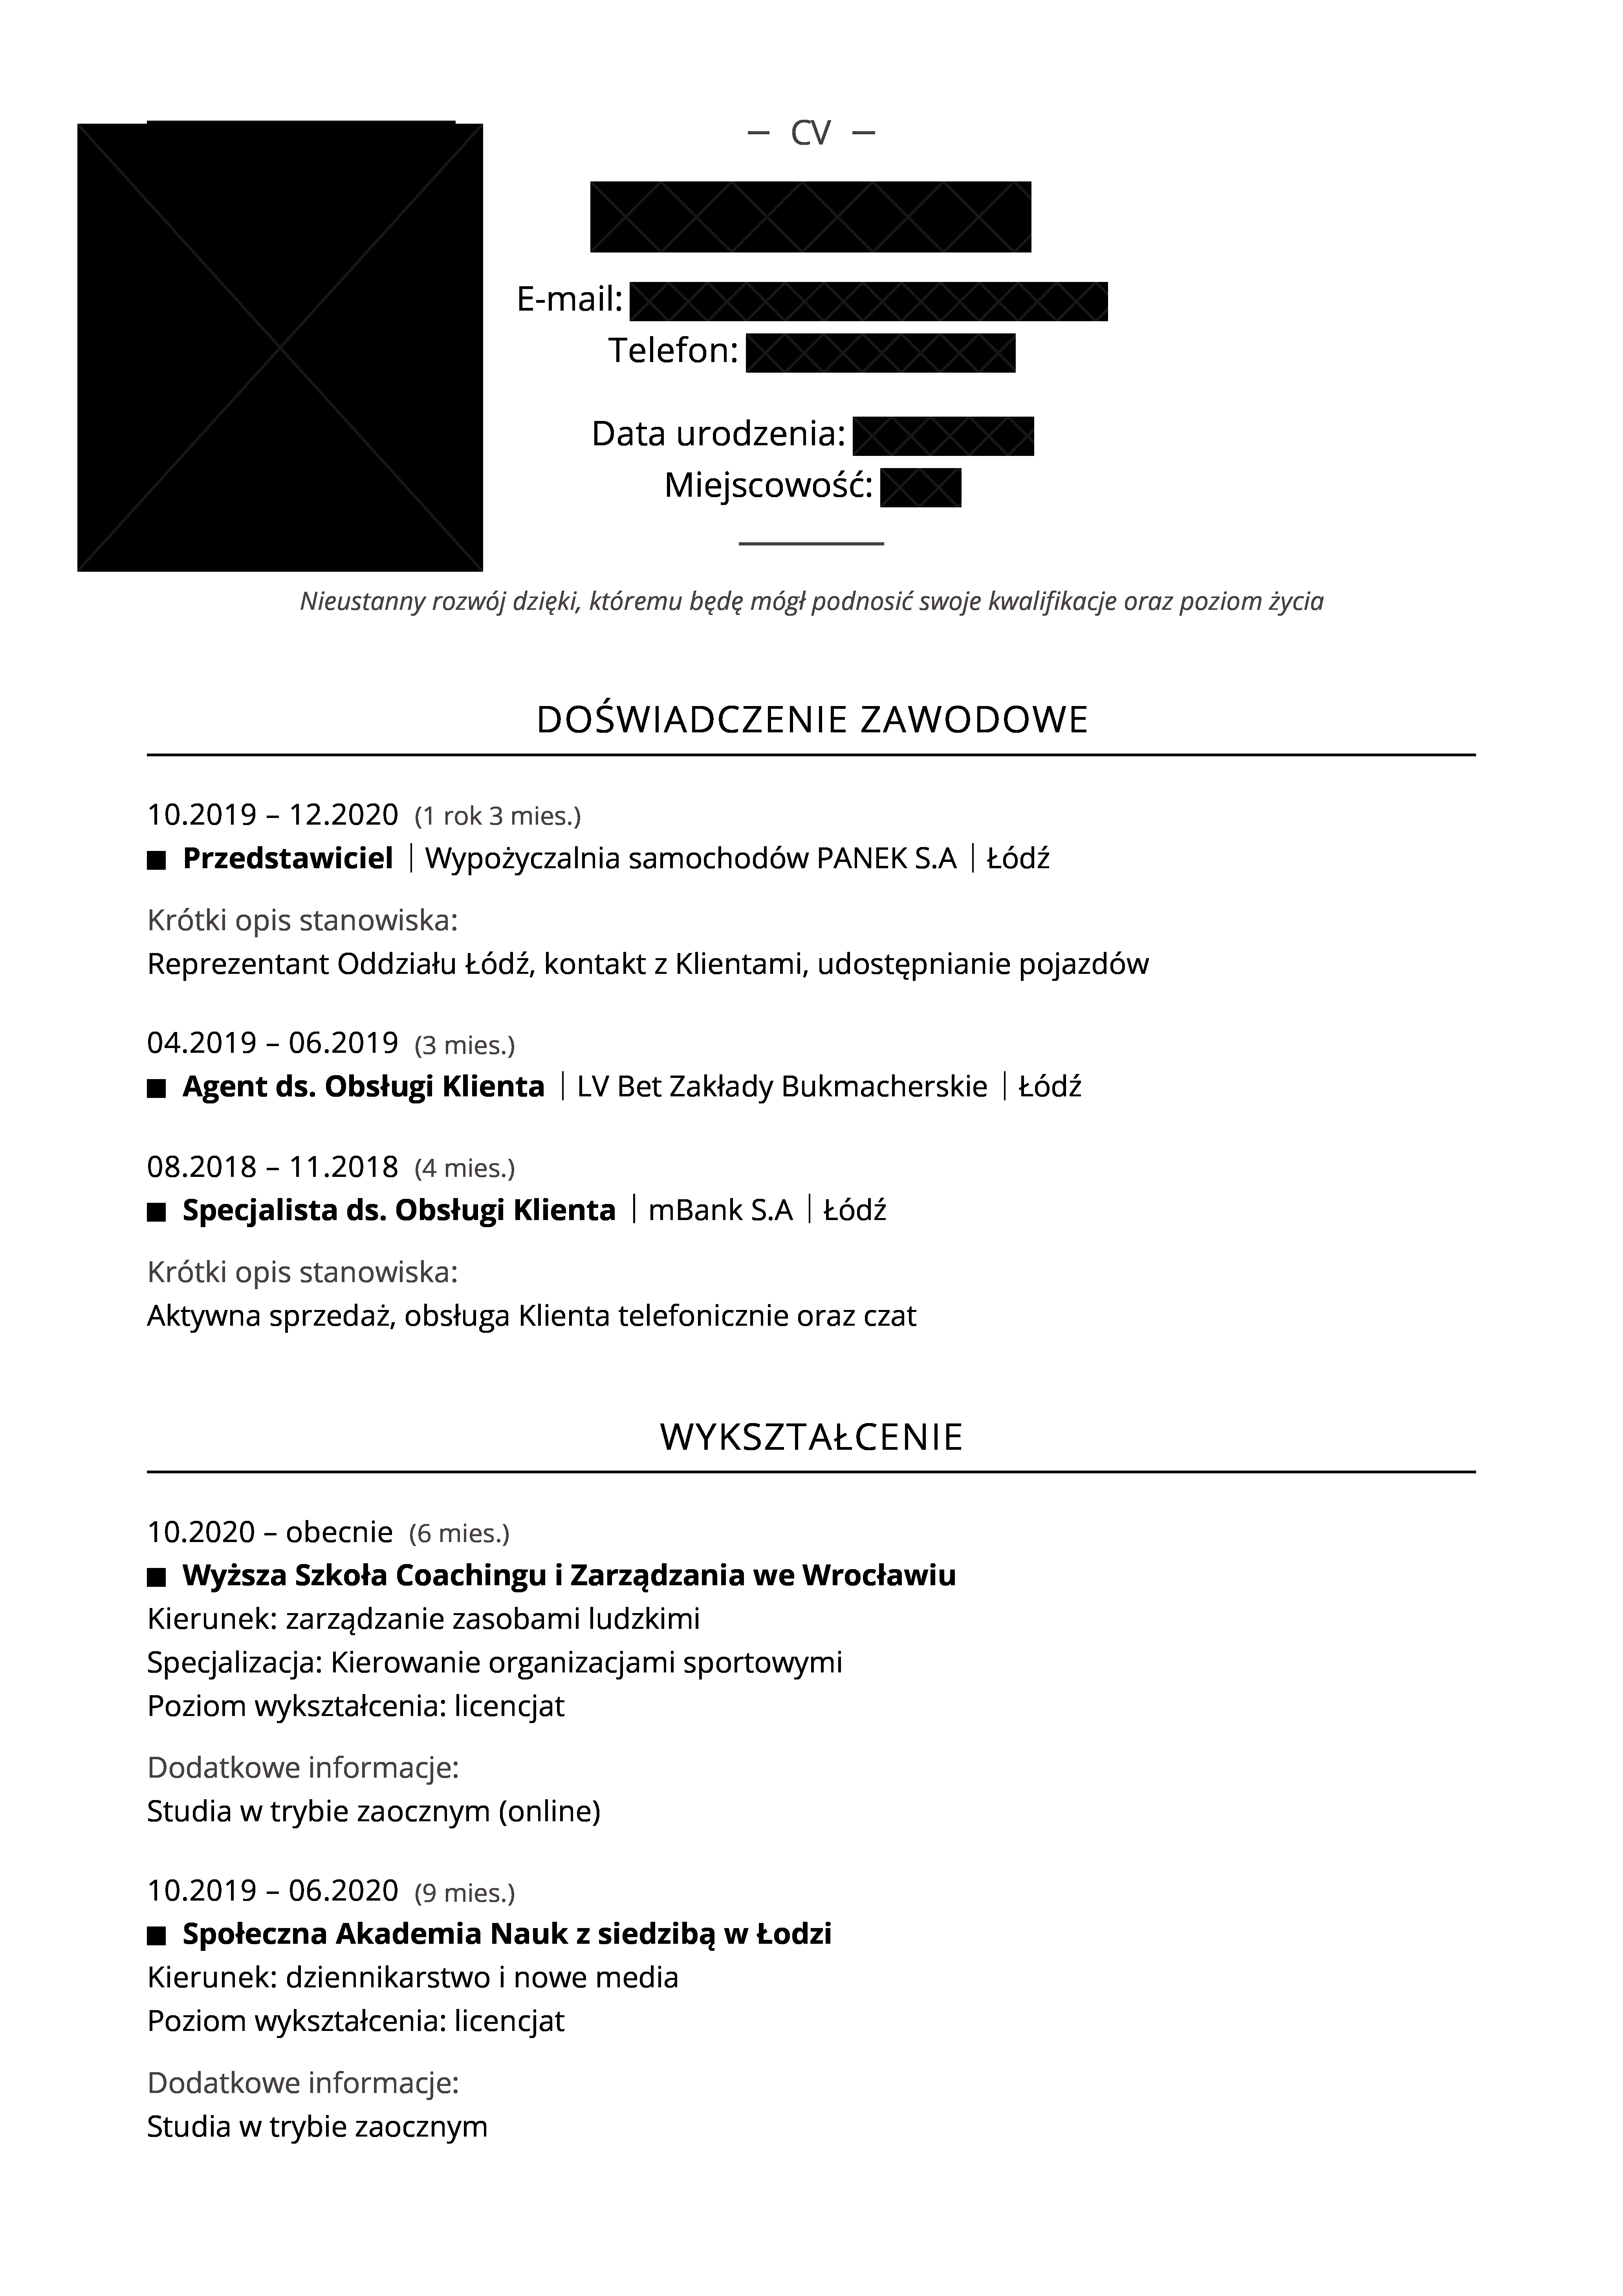 – CV –
E-mail:
Telefon:
Data urodzenia:
Miejscowość:
Nieustanny rozwój dzięki, któremu będę mógł podnosić swoje kwalifikacje oraz poziom życia
DOŚWIADCZENIE ZAWODOWE
10.2019 – 12.2020 (1 rok 3 mies.)
■ Przedstawiciel | Wypożyczalnia samochodów PANEK S.A | Łódź
Krótki opis stanowiska:
Reprezentant Oddziału Łódź, kontakt z Klientami, udostępnianie pojazdów
04.2019 – 06.2019 (3 mies.)
■ Agent ds. Obsługi Klienta | LV Bet Zakłady Bukmacherskie | Łódź
08.2018 – 11.2018 (4 mies.)
■ Specjalista ds. Obsługi Klienta | mBank S.A | Łódź
Krótki opis stanowiska:
Aktywna sprzedaż, obsługa Klienta telefonicznie oraz czat
WYKSZTAŁCENIE
10.2020 – obecnie (6 mies.)
■ Wyższa Szkoła Coachingu i Zarządzania we Wrocławiu
Kierunek: zarządzanie zasobami ludzkimi
Specjalizacja: Kierowanie organizacjami sportowymi
Poziom wykształcenia: licencjat
Dodatkowe informacje:
Studia w trybie zaocznym (online)
10.2019 – 06.2020 (9 mies.)
■ Społeczna Akademia Nauk z siedzibą w Łodzi
Kierunek: dziennikarstwo i nowe media
Poziom wykształcenia: licencjat
Dodatkowe informacje:
Studia w trybie zaocznym